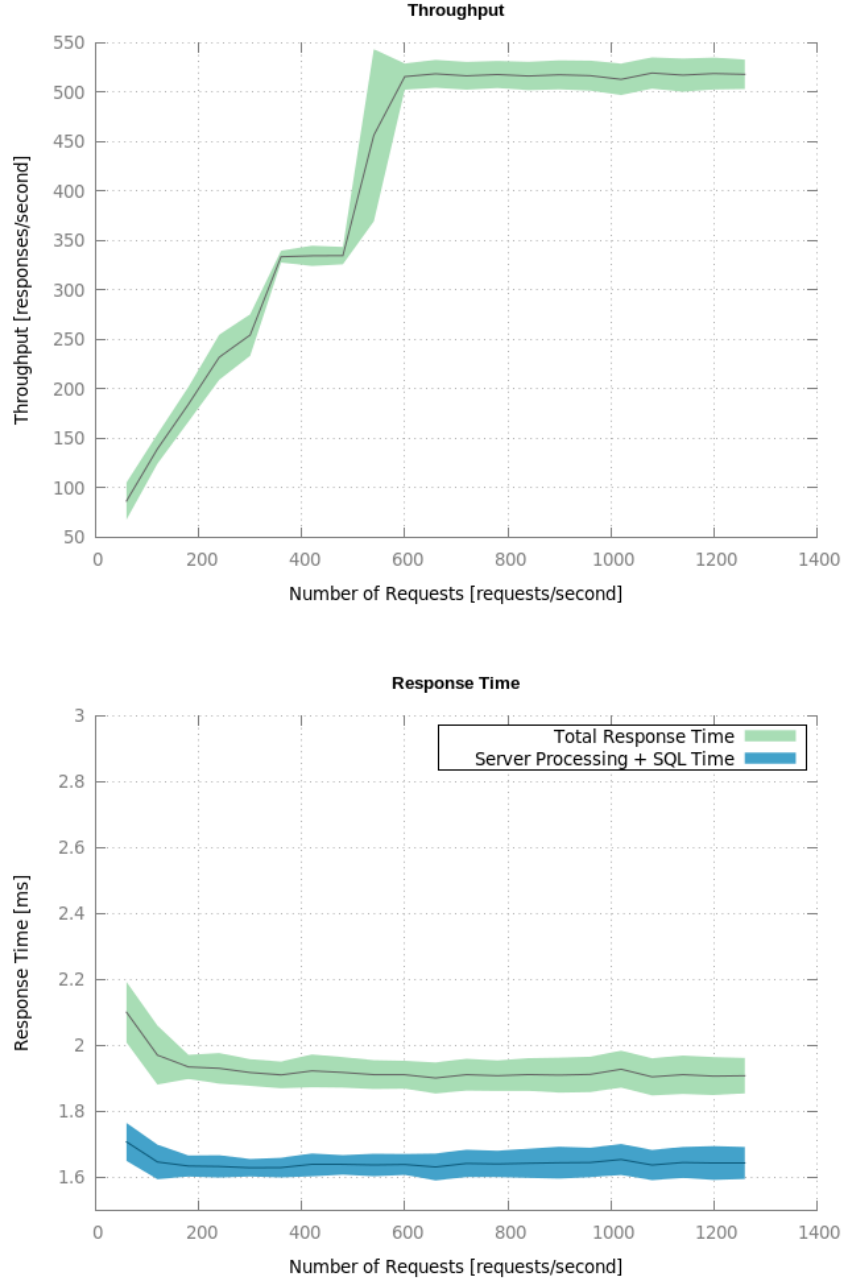 Throughput
550
500
450
400
350
300
250
200
150
100
50
Throughput [responses/second]
0 200 400 600 800 1000 1200 1400
Number of Requests [requests/second]
Response Time
3
2.8
2.6
2.4
2.2
2
1.8
1.6
Response Time [ms]
Total Response Time
Server Processing + SQL Time
0 200 400 600 800 1000 1200 1400
Number of Requests [requests/second]